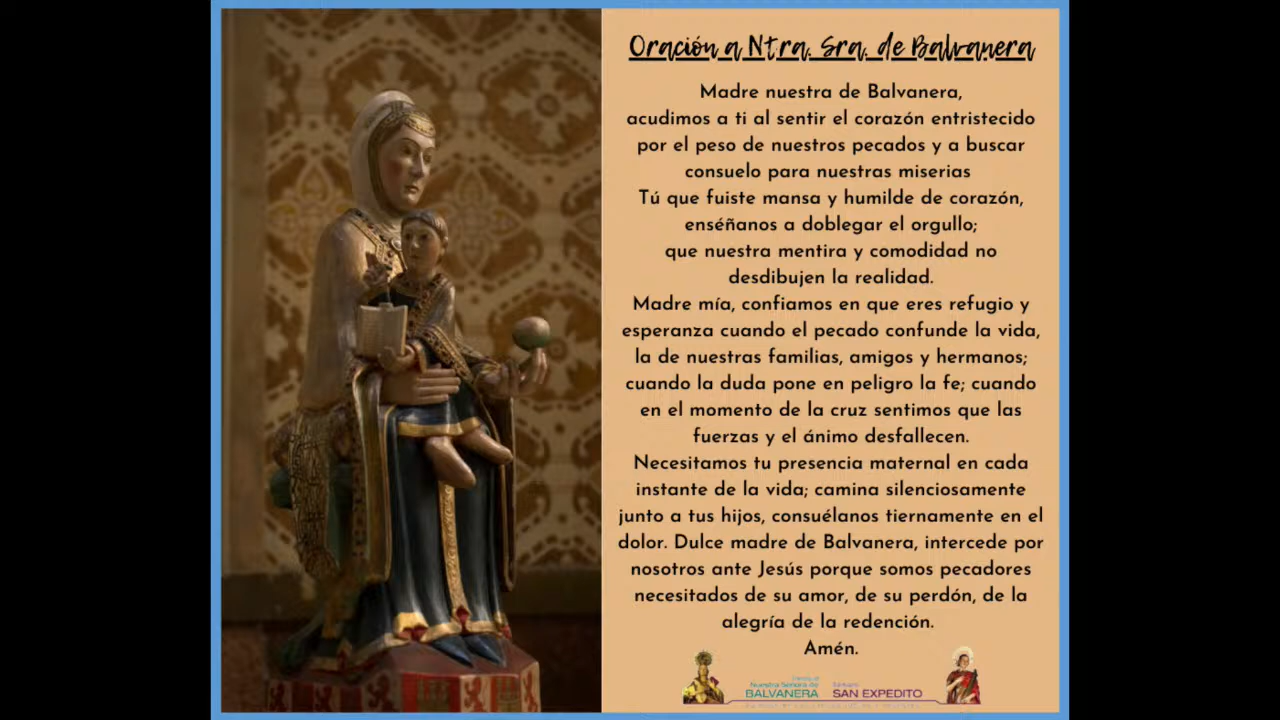 Oración a Ntra. Sra. de Balvanera
Madre nuestra de Balvanera,
acudimos a ti al sentir el corazón entristecido
por el peso de nuestros pecados y a buscar
consuelo para nuestras miserias
Tú que fuiste mansa y humilde de corazón,
enséñanos a doblegar el orgullo;
que nuestra mentira y comodidad no
desdibujen la realidad.
Madre mía, confiamos en que eres refugio y
esperanza cuando el pecado confunde la vida,
la de nuestras familias, amigos y hermanos;
cuando la duda pone en peligro la fe; cuando
en el momento de la cruz sentimos que las
fuerzas y el ánimo desfallecen.
Necesitamos tu presencia maternal en cada
instante de la vida; camina silenciosamente
junto a tus hijos, consuélanos tiernamente en el
dolor. Dulce madre de Balvanera, intercede por
nosotros ante Jesús porque somos pecadores
necesitados de su amor, de su perdón, de la
alegría de la redención.
Amén.
Nuestra Señora de
BALVANERA
SAN EXPEDITO